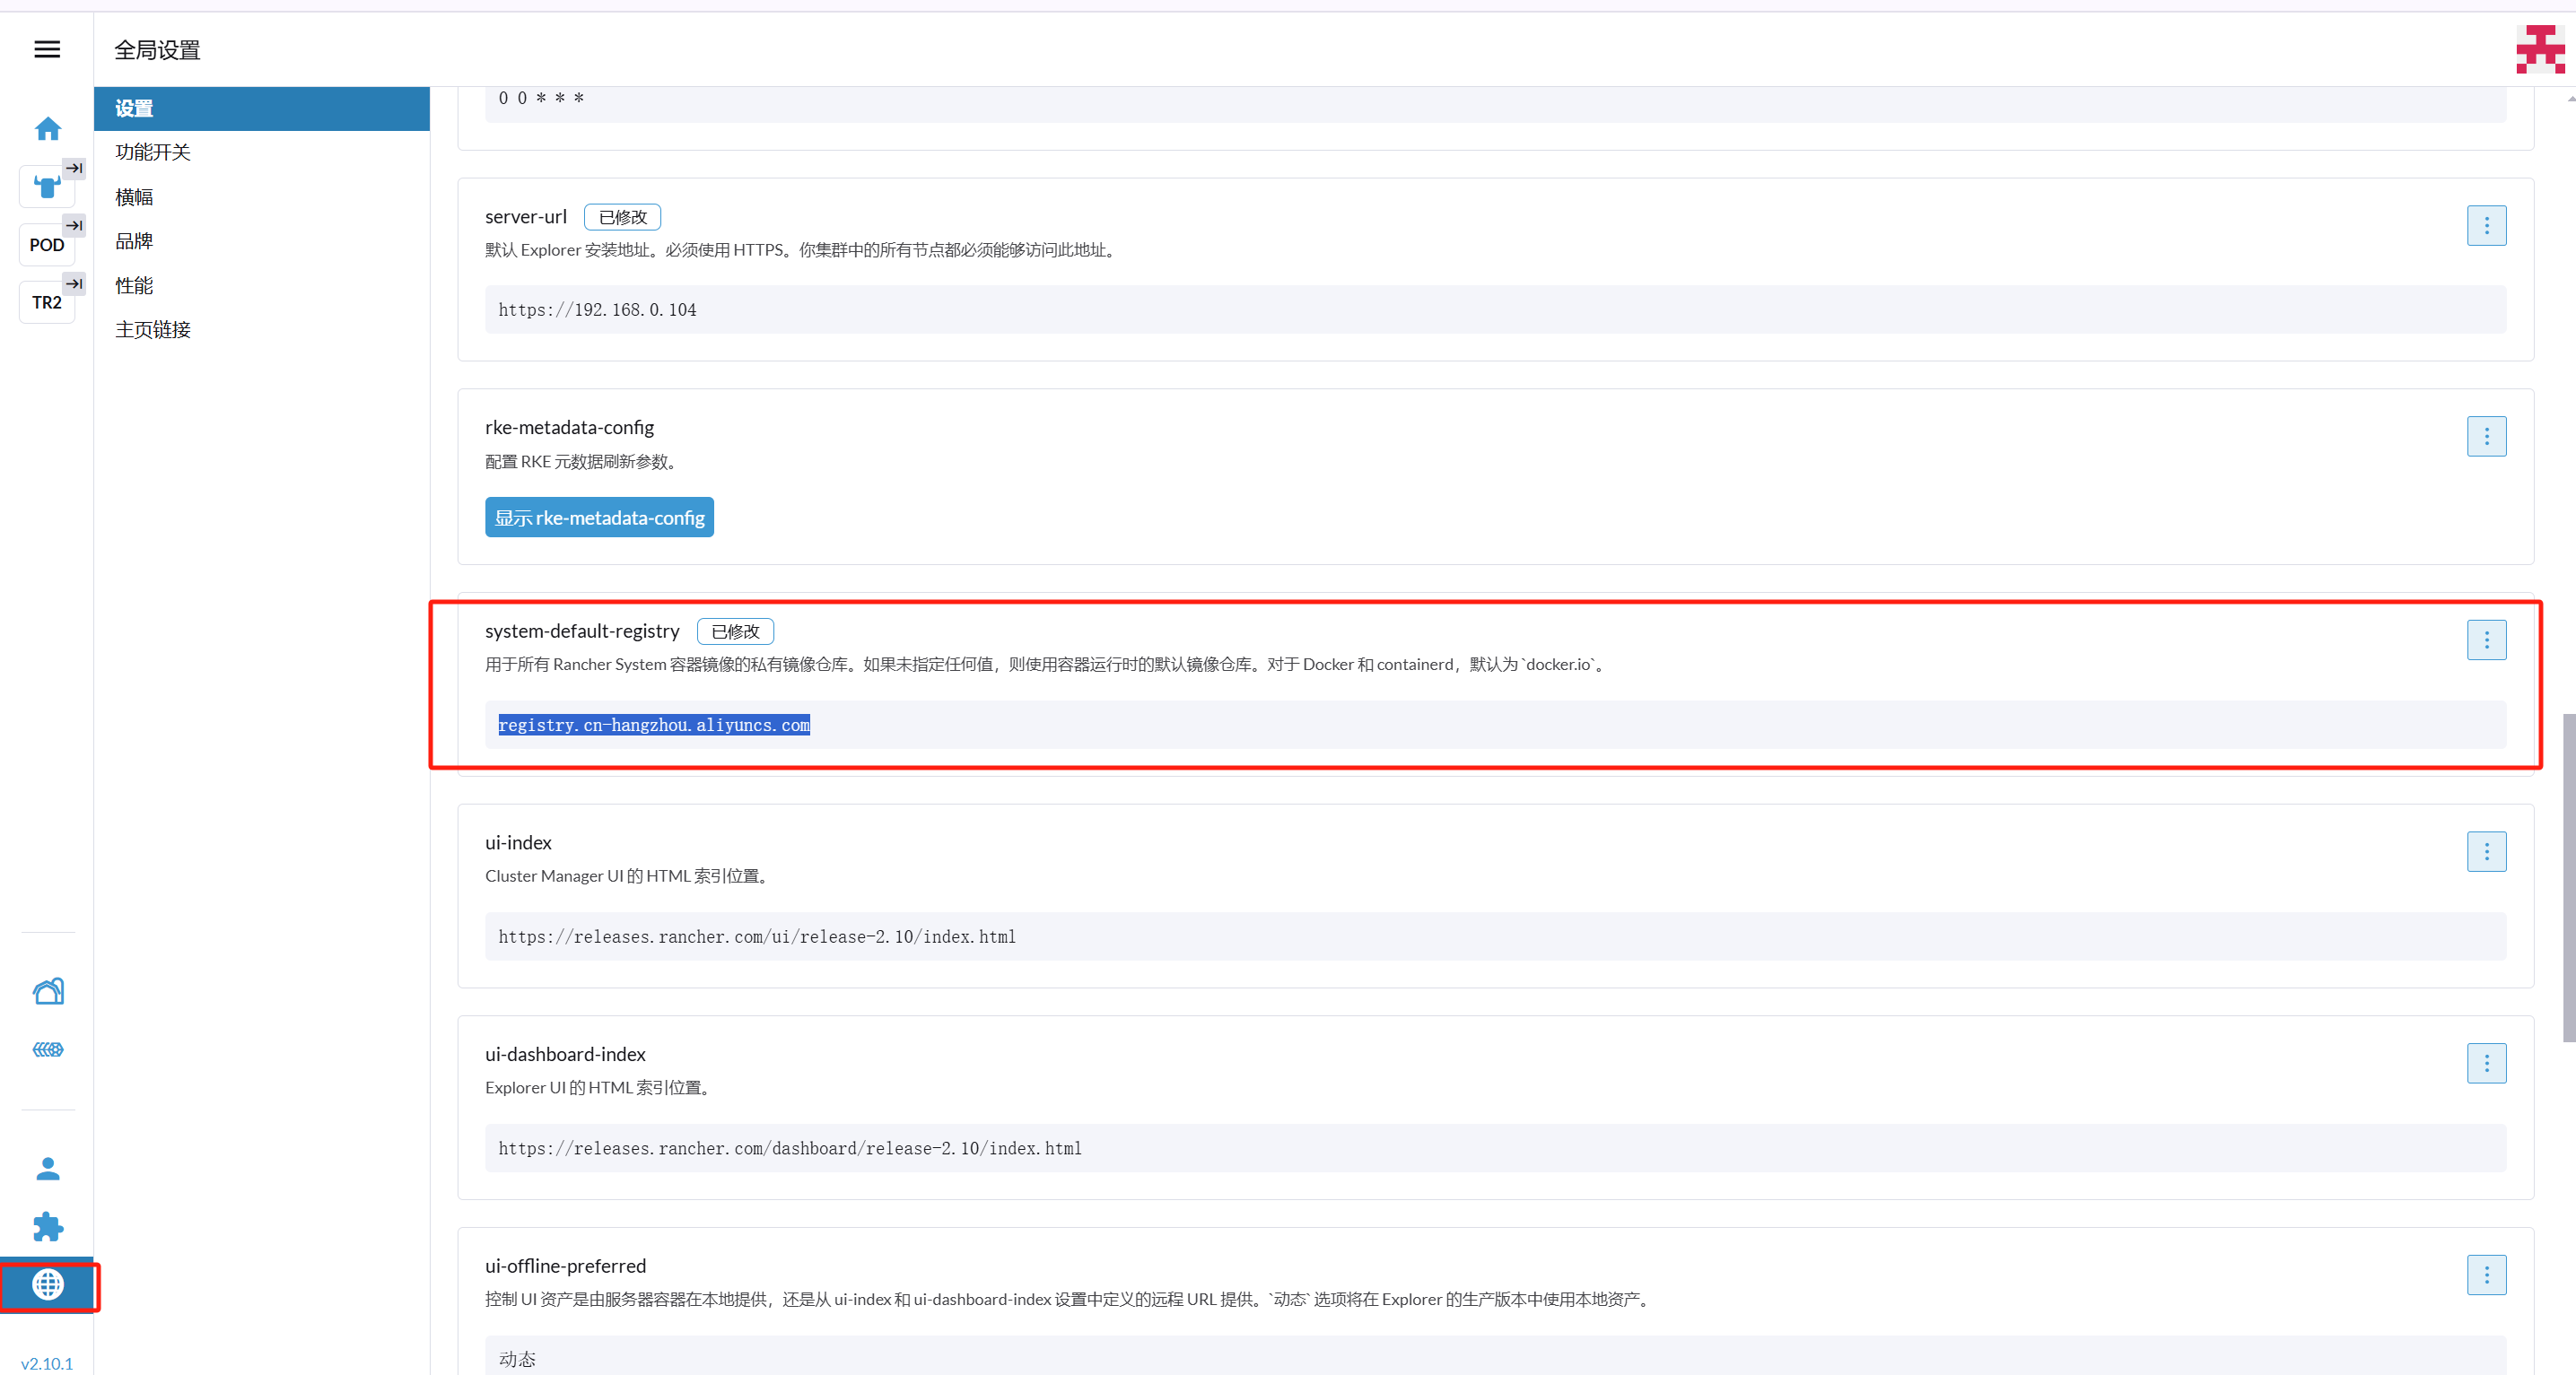 全局设置
POD
TR2
v2.10.1
设置
功能开关
横幅
品牌
性能
主页链接
0 0 * * *
server-url 已修改
默认 Explorer 安装地址。必须使用 HTTPS。你集群中的所有节点都必须能够访问此地址。
https://192.168.0.104
rke-metadata-config
配置 RKE 元数据刷新参数。
显示 rke-metadata-config
system-default-registry 已修改
用于所有 Rancher System 容器镜像的私有镜像仓库。如果未指定任何值，则使用容器运行时的默认镜像仓库。对于 Docker 和 containerd，默认为 `docker.io`。
registry.cn-hangzhou.aliyuncs.com
ui-index
Cluster Manager UI 的 HTML 索引位置。
https://releases.rancher.com/ui/release-2.10/index.html
ui-dashboard-index
Explorer UI 的 HTML 索引位置。
https://releases.rancher.com/dashboard/release-2.10/index.html
ui-offline-preferred
控制 UI 资产是由服务器容器在本地提供，还是从 ui-index 和 ui-dashboard-index 设置中定义的远程 URL 提供。`动态` 选项将在 Explorer 的生产版本中使用本地资产。
动态